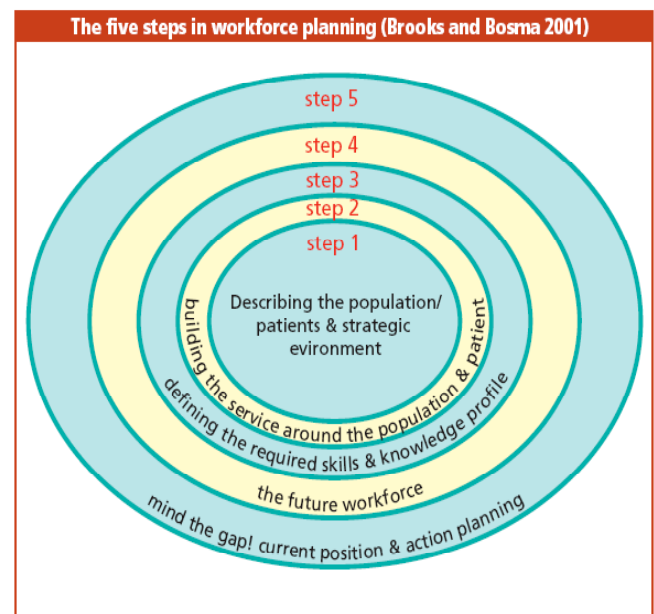 The five steps in workforce planning (Brooks and Bosma 2001)
step 5
step 4
step 3
step 2
step 1
Describing the population/
patients & strategic
evironment
building the service around the population & patient
defining the required skills & knowledge profile
the future workforce
mind the gap! current position & action planning